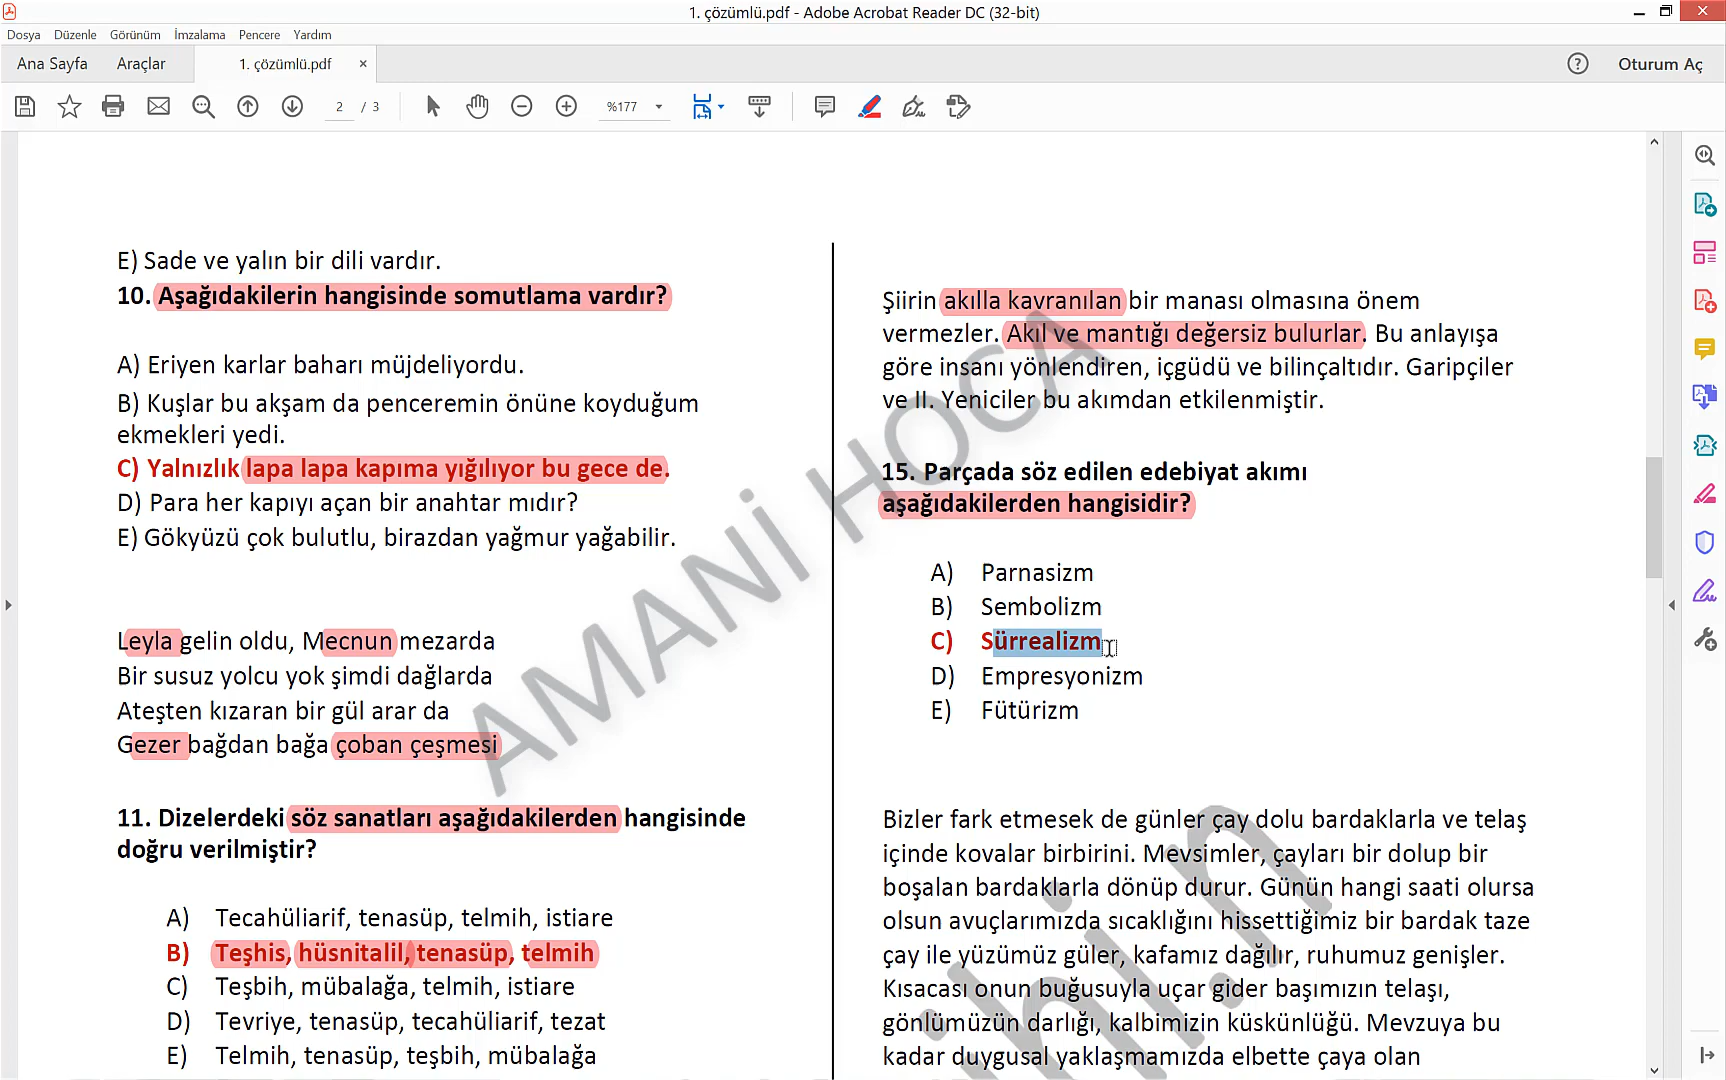 1. çözümlü.pdf - Adobe Acrobat Reader DC (32-bit)
Dosya Düzenle Görünüm İmzalama Pencere Yardım
Ana Sayfa Araçlar 1. çözümlü.pdf × Oturum Aç
2 / 3 %177
E) Sade ve yalın bir dili vardır.
10. Aşağıdakilerin hangisinde somutlama vardır?
A) Eriyen karlar baharı müjdeliyordu.
B) Kuşlar bu akşam da penceremin önüne koyduğum
ekmekleri yedi.
C) Yalnızlık lapa lapa kapıma yığılıyor bu gece de.
D) Para her kapıyı açan bir anahtar mıdır?
E) Gökyüzü çok bulutlu, birazdan yağmur yağabilir.
Leyla gelin oldu, Mecnun mezarda
Bir susuz yolcu yok şimdi dağlarda
Ateşten kızaran bir gül arar da
Gezer bağdan bağa çoban çeşmesi
11. Dizelerdeki söz sanatları aşağıdakilerden hangisinde
doğru verilmiştir?
A) Tecahüliarif, tenasüp, telmih, istiare
B) Teşhis, hüsnitalil, tenasüp, telmih
C) Teşbih, mübalağa, telmih, istiare
D) Tevriye, tenasüp, tecahüliarif, tezat
E) Telmih, tenasüp, teşbih, mübalağa
Şiirin akılla kavranılan bir manası olmasına önem
vermezler. Akıl ve mantığı değersiz bulurlar. Bu anlayışa
göre insanı yönlendiren, içgüdü ve bilinçaltıdır. Garipçiler
ve II. Yeniciler bu akımdan etkilenmiştir.
15. Parçada söz edilen edebiyat akımı
aşağıdakilerden hangisidir?
A) Parnasizm
B) Sembolizm
C) Sürrealizm
D) Empresyonizm
E) Fütürizm
Bizler fark etmesek de günler çay dolu bardaklarla ve telaş
içinde kovalar birbirini. Mevsimler, çayları bir dolup bir
boşalan bardaklarla dönüp durur. Günün hangi saati olursa
olsun avuçlarımızda sıcaklığını hissettiğimiz bir bardak taze
çay ile yüzümüz güler, kafamız dağılır, ruhumuz genişler.
Kısacası onun buğusuyla uçar gider başımızın telaşı,
gönlümüzün darlığı, kalbimizin küskünlüğü. Mevzuya bu
kadar duygusal yaklaşmamızda elbette çaya olan
AMANİ HOCA